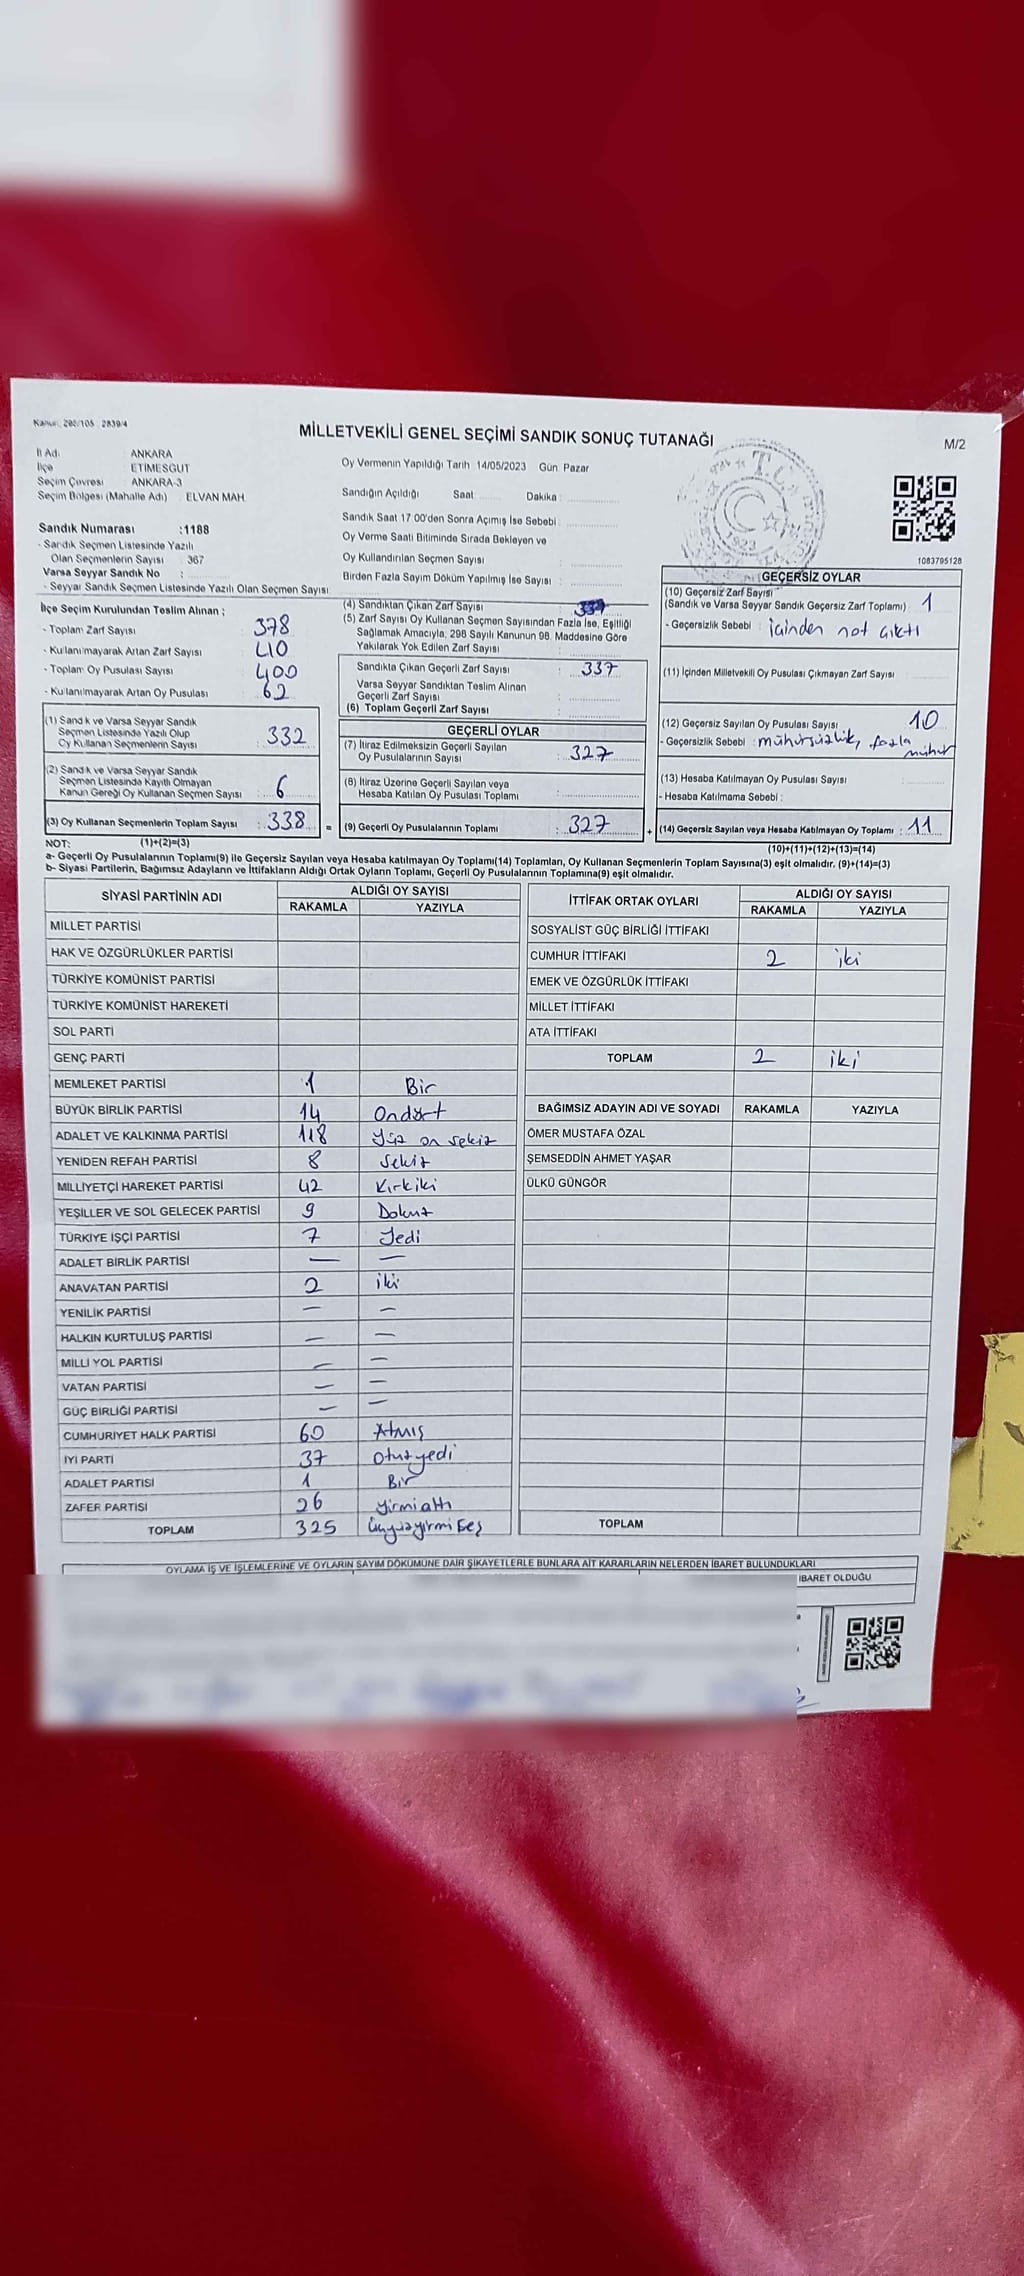 Kanun: 298/105 2839/4
MİLLETVEKİLİ GENEL SEÇİMİ SANDIK SONUÇ TUTANAĞI
M/2
İl Adı : ANKARA
İlçe : ETİMESGUT
Seçim Çevresi : ANKARA-3
Seçim Bölgesi (Mahalle Adı) : ELVAN MAH.
Oy Vermenin Yapıldığı Tarih 14/05/2023 Gün Pazar
Sandığın Açıldığı Saat Dakika :
Sandık Saat 17.00'den Sonra Açımış İse Sebebi
Oy Verme Saati Bitiminde Sırada Bekleyen ve
Oy Kullandırılan Seçmen Sayısı
Birden Fazla Sayım Döküm Yapılmış İse Sayısı
T.C.
1923
1083795128
Sandık Numarası :1188
- Sandık Seçmen Listesinde Yazılı
Olan Seçmenlerin Sayısı : 367
Varsa Seyyar Sandık No :
- Seyyar Sandık Seçmen Listesinde Yazılı Olan Seçmen Sayısı
İlçe Seçim Kurulundan Teslim Alınan ;
- Toplam Zarf Sayısı 378
- Kullanılmayarak Artan Zarf Sayısı 40
- Toplam Oy Pusulası Sayısı 400
- Kullanılmayarak Artan Oy Pusulası 62
(1) Sandık ve Varsa Seyyar Sandık
Seçmen Listesinde Yazılı Olup
Oy Kullanan Seçmenlerin Sayısı 332
(2) Sandık ve Varsa Seyyar Sandık
Seçmen Listesinde Kayıtlı Olmayan
Kanun Gereği Oy Kullanan Seçmen Sayısı : 6
(3) Oy Kullanan Seçmenlerin Toplam Sayısı : 338
(4) Sandıktan Çıkan Zarf Sayısı
(5) Zarf Sayısı Oy Kullanan Seçmen Sayısından Fazla İse, Eşitliği
Sağlamak Amacıyla, 298 Sayılı Kanunun 98. Maddesine Göre
Yakılarak Yok Edilen Zarf Sayısı
Sandıkta Çıkan Geçerli Zarf Sayısı : 337
Varsa Seyyar Sandıktan Teslim Alınan
Geçerli Zarf Sayısı
(6) Toplam Geçerli Zarf Sayısı
GEÇERLİ OYLAR
(7) İtiraz Edilmeksizin Geçerli Sayılan
Oy Pusulalarının Sayısı : 327
(8) İtiraz Üzerine Geçerli Sayılan veya
Hesaba Katılan Oy Pusulası Toplamı
= (9) Geçerli Oy Pusulalarının Toplamı : 327
GEÇERSİZ OYLAR
(10) Geçersiz Zarf Sayısı
(Sandık ve Varsa Seyyar Sandık Geçersiz Zarf Toplamı) : 1
- Geçersizlik Sebebi : içinden not çıktı
(11) İçinden Milletvekili Oy Pusulası Çıkmayan Zarf Sayısı
(12) Geçersiz Sayılan Oy Pusulası Sayısı 10
- Geçersizlik Sebebi : mühürsüzlük, fazla
mühür
(13) Hesaba Katılmayan Oy Pusulası Sayısı
- Hesaba Katılmama Sebebi :
+ (14) Geçersiz Sayılan veya Hesaba Katılmayan Oy Toplamı : 11
NOT: (1)+(2)=(3) (10)+(11)+(12)+(13)=(14)
a- Geçerli Oy Pusulalarının Toplamı(9) ile Geçersiz Sayılan veya Hesaba katılmayan Oy Toplamı(14) Toplamları, Oy Kullanan Seçmenlerin Toplam Sayısına(3) eşit olmalıdır. (9)+(14)=(3)
b- Siyasi Partilerin, Bağımsız Adayların ve İttifakların Aldığı Ortak Oyların Toplamı, Geçerli Oy Pusulalarının Toplamına(9) eşit olmalıdır.
SİYASİ PARTİNİN ADI ALDIĞI OY SAYISI
RAKAMLA YAZIYLA
MİLLET PARTİSİ
HAK VE ÖZGÜRLÜKLER PARTİSİ
TÜRKİYE KOMÜNİST PARTİSİ
TÜRKİYE KOMÜNİST HAREKETİ
SOL PARTİ
GENÇ PARTİ
MEMLEKET PARTİSİ 1 Bir
BÜYÜK BİRLİK PARTİSİ 14 Ondört
ADALET VE KALKINMA PARTİSİ 118 Yüz on sekiz
YENİDEN REFAH PARTİSİ 8 Sekiz
MİLLİYETÇİ HAREKET PARTİSİ 42 Kırkiki
YEŞİLLER VE SOL GELECEK PARTİSİ 9 Dokuz
TÜRKİYE İŞÇİ PARTİSİ 7 Yedi
ADALET BİRLİK PARTİSİ — —
ANAVATAN PARTİSİ 2 iki
YENİLİK PARTİSİ — —
HALKIN KURTULUŞ PARTİSİ — —
MİLLİ YOL PARTİSİ — —
VATAN PARTİSİ — —
GÜÇ BİRLİĞİ PARTİSİ — —
CUMHURİYET HALK PARTİSİ 60 Atmış
İYİ PARTİ 37 Otuzyedi
ADALET PARTİSİ 1 Bir
ZAFER PARTİSİ 26 Yirmialtı
TOPLAM 325 Üçyüzyirmibeş
İTTİFAK ORTAK OYLARI ALDIĞI OY SAYISI
RAKAMLA YAZIYLA
SOSYALİST GÜÇ BİRLİĞİ İTTİFAKI
CUMHUR İTTİFAKI 2 iki
EMEK VE ÖZGÜRLÜK İTTİFAKI
MİLLET İTTİFAKI
ATA İTTİFAKI
TOPLAM 2 iki
BAĞIMSIZ ADAYIN ADI VE SOYADI RAKAMLA YAZIYLA
ÖMER MUSTAFA ÖZAL
ŞEMSEDDİN AHMET YAŞAR
ÜLKÜ GÜNGÖR
TOPLAM
OYLAMA İŞ VE İŞLEMLERİNE VE OYLARIN SAYIM DÖKÜMÜNE DAİR ŞİKAYETLERLE BUNLARA AİT KARARLARIN NELERDEN İBARET BULUNDUKLARI
İBARET OLDUĞU